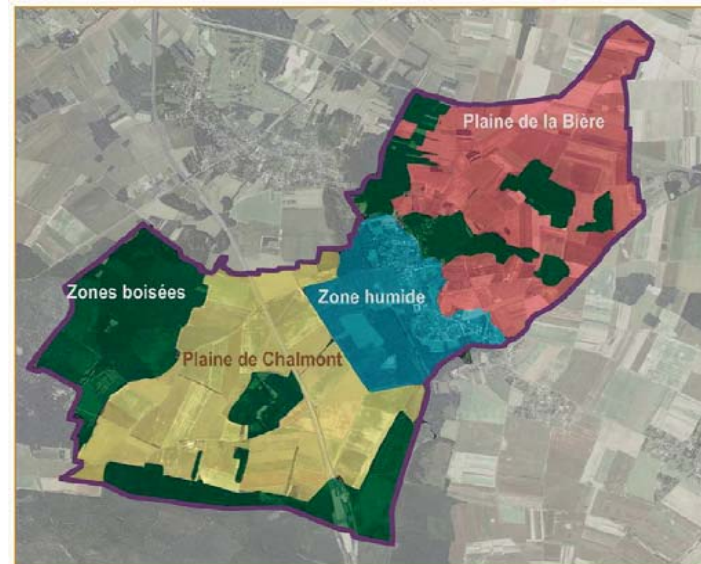 Plaine de la Bière
Zones boisées
Zone humide
Plaine de Chalmont